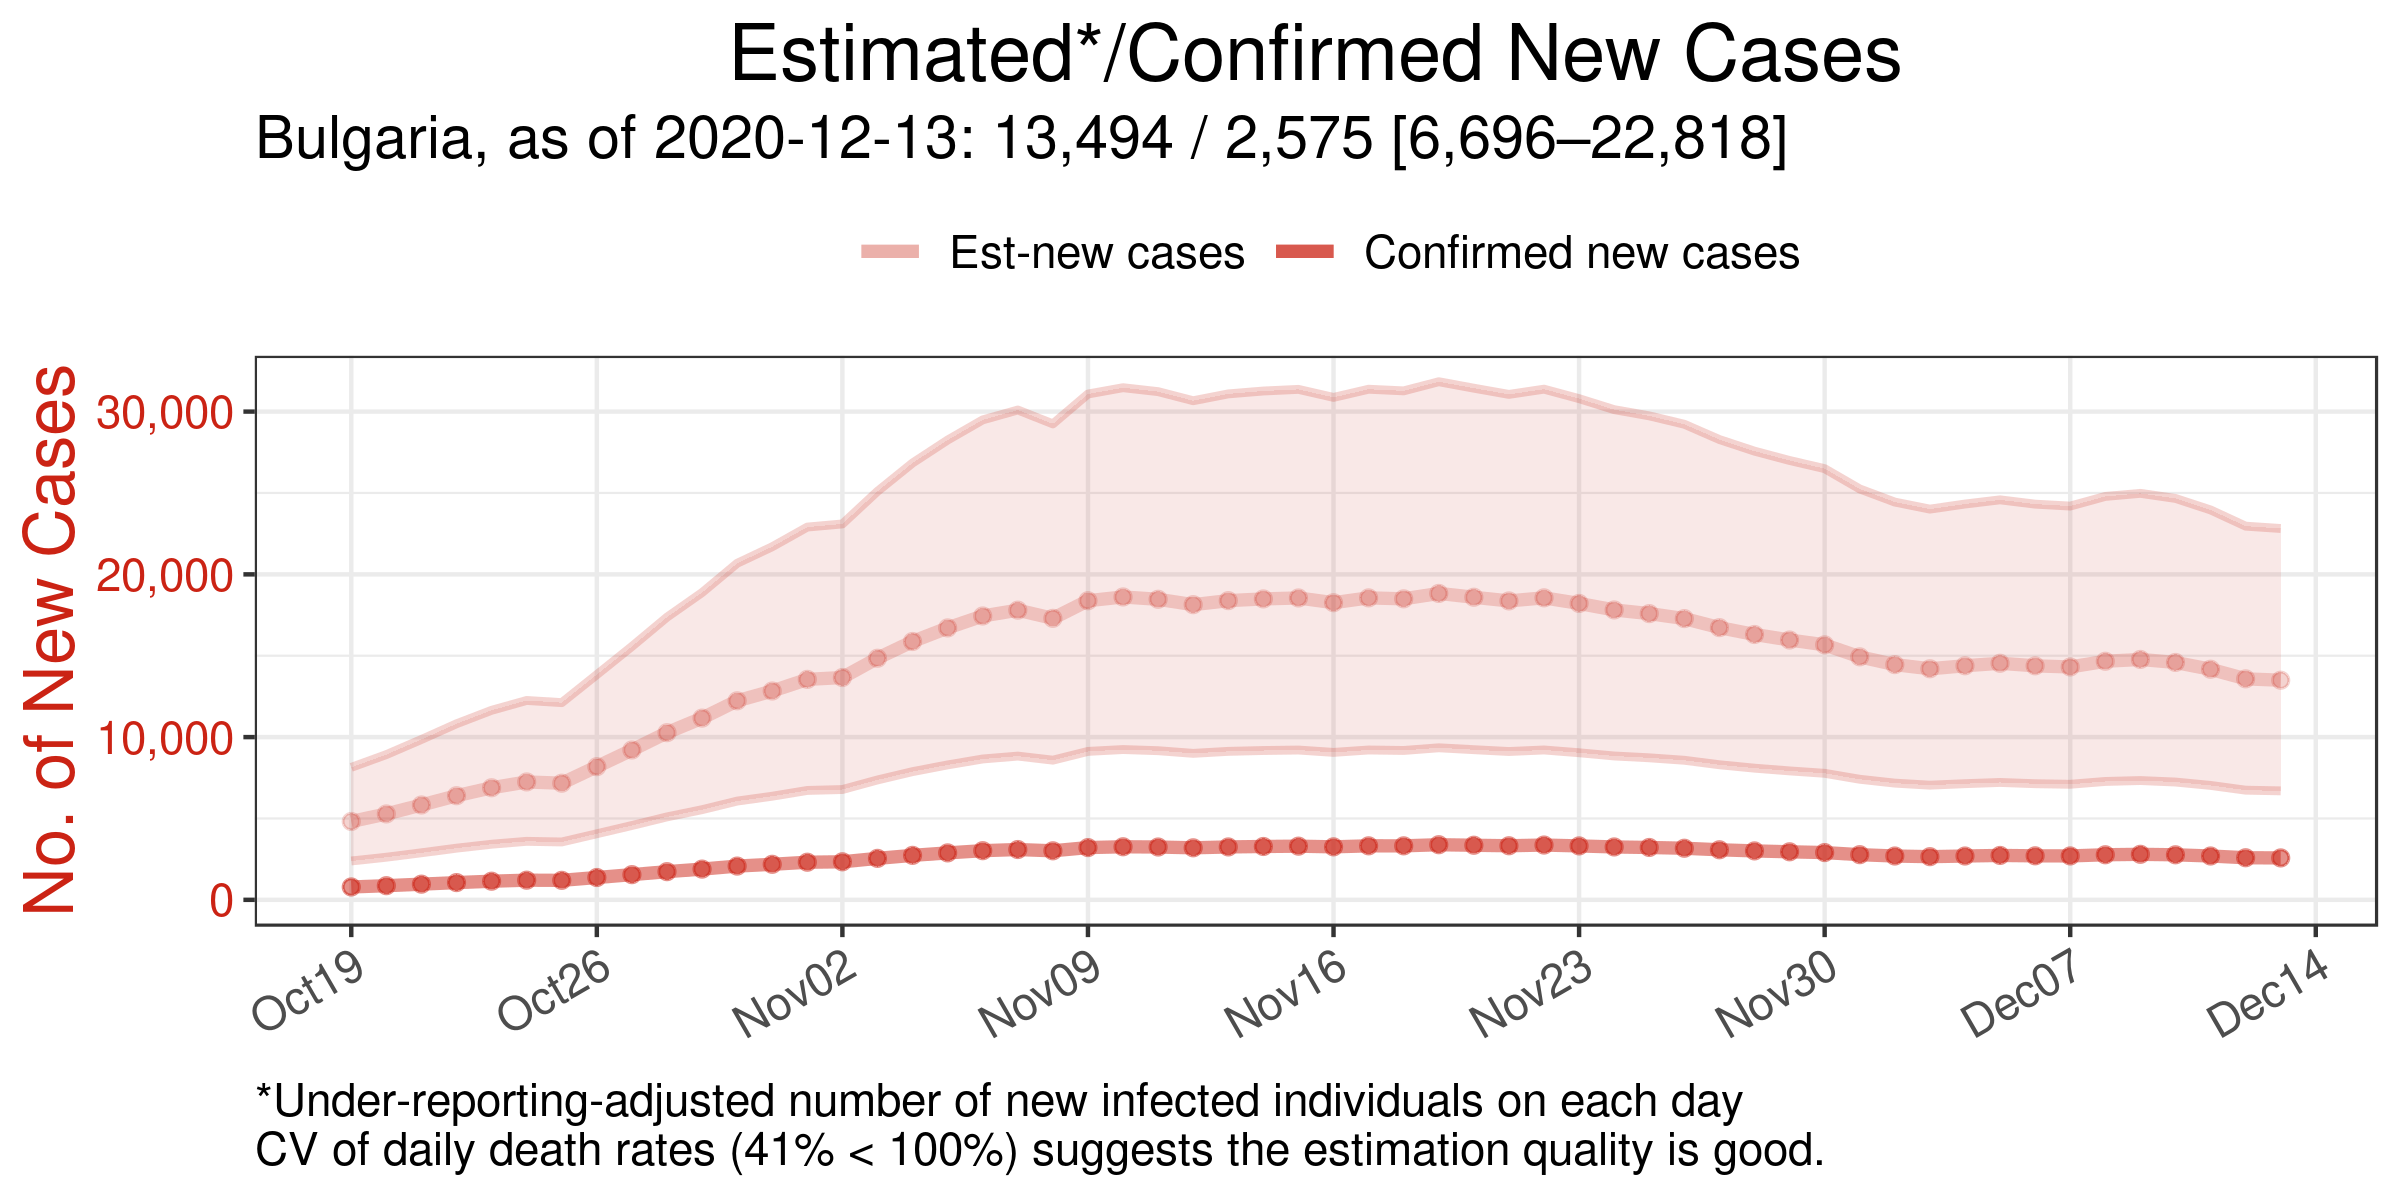 Estimated*/Confirmed New Cases
Bulgaria, as of 2020-12-13: 13,494 / 2,575 [6,696–22,818]
Est-new cases
Confirmed new cases
No. of New Cases
30,000
20,000
10,000
0
Oct19
Oct26
Nov02
Nov09
Nov16
Nov23
Nov30
Dec07
Dec14
*Under-reporting-adjusted number of new infected individuals on each day
CV of daily death rates (41% < 100%) suggests the estimation quality is good.